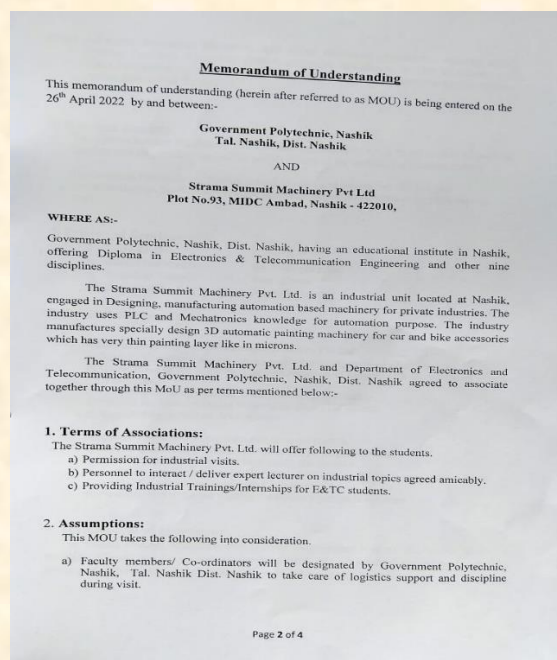 Memorandum of Understanding
This memorandum of understanding (herein after referred to as MOU) is being entered on the
26th April 2022 by and between:-
Government Polytechnic, Nashik
Tal. Nashik, Dist. Nashik
AND
Strama Summit Machinery Pvt Ltd
Plot No.93, MIDC Ambad, Nashik - 422010,
WHERE AS:-
Government Polytechnic, Nashik, Dist. Nashik, having an educational institute in Nashik,
offering Diploma in Electronics & Telecommunication Engineering and other nine
disciplines.
The Strama Summit Machinery Pvt. Ltd. is an industrial unit located at Nashik,
engaged in Designing, manufacturing automation based machinery for private industries. The
industry uses PLC and Mechatronics knowledge for automation purpose. The industry
manufactures specially design 3D automatic painting machinery for car and bike accessories
which has very thin painting layer like in microns.
The Strama Summit Machinery Pvt. Ltd. and Department of Electronics and
Telecommunication, Government Polytechnic, Nashik, Dist. Nashik agreed to associate
together through this MoU as per terms mentioned below:-
1. Terms of Associations:
The Strama Summit Machinery Pvt. Ltd. will offer following to the students.
a) Permission for industrial visits.
b) Personnel to interact / deliver expert lecturer on industrial topics agreed amicably.
c) Providing Industrial Trainings/Internships for E&TC students.
2. Assumptions:
This MOU takes the following into consideration.
a) Faculty members/ Co-ordinators will be designated by Government Polytechnic,
Nashik, Tal. Nashik Dist. Nashik to take care of logistics support and discipline
during visit.
Page 2 of 4